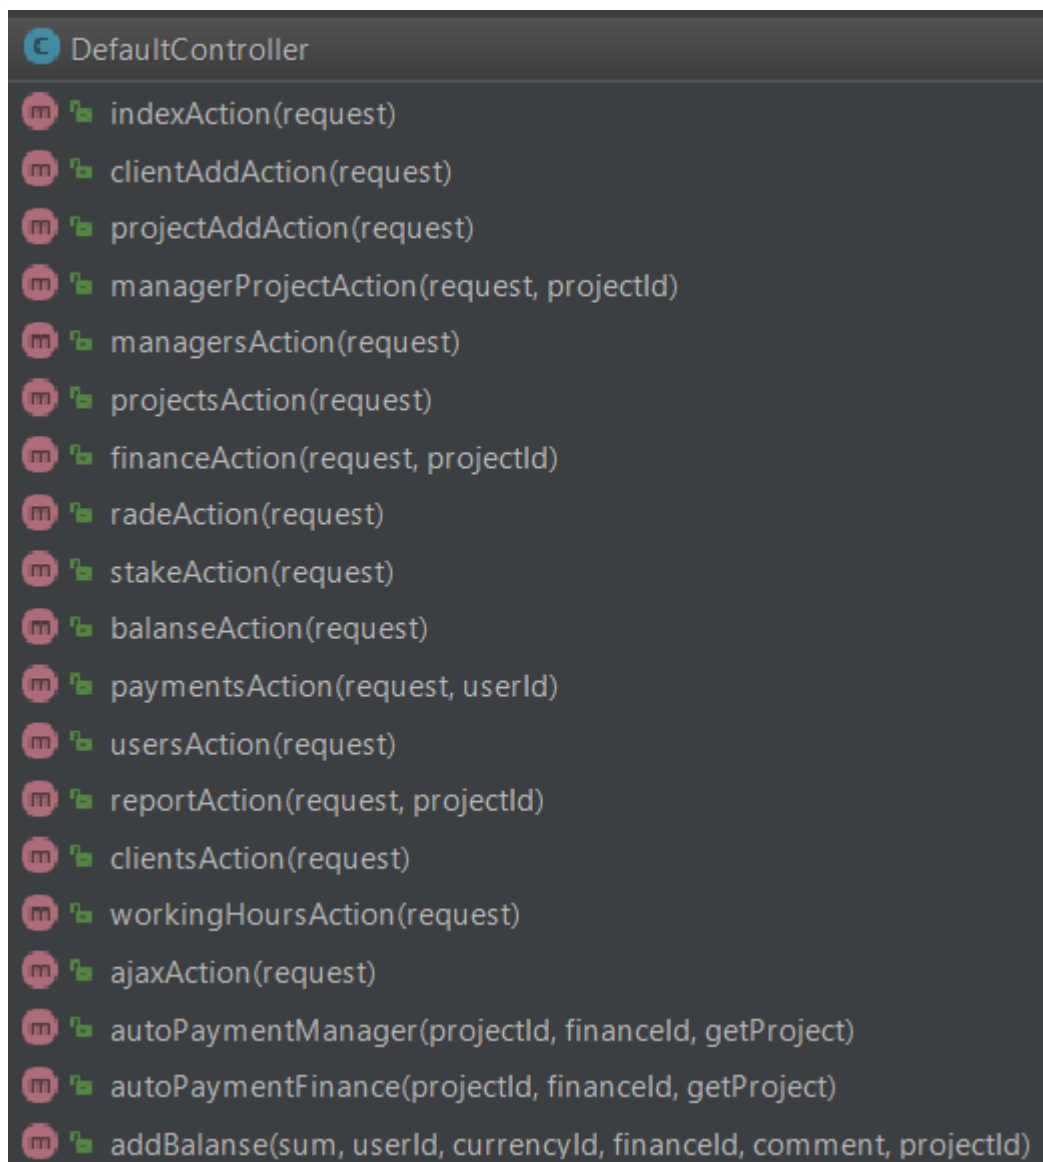 DefaultController
indexAction(request)
clientAddAction(request)
projectAddAction(request)
managerProjectAction(request, projectId)
managersAction(request)
projectsAction(request)
financeAction(request, projectId)
radeAction(request)
stakeAction(request)
balanseAction(request)
paymentsAction(request, userId)
usersAction(request)
reportAction(request, projectId)
clientsAction(request)
workingHoursAction(request)
ajaxAction(request)
autoPaymentManager(projectId, financeId, getProject)
autoPaymentFinance(projectId, financeId, getProject)
addBalanse(sum, userId, currencyId, financeId, comment, projectId)